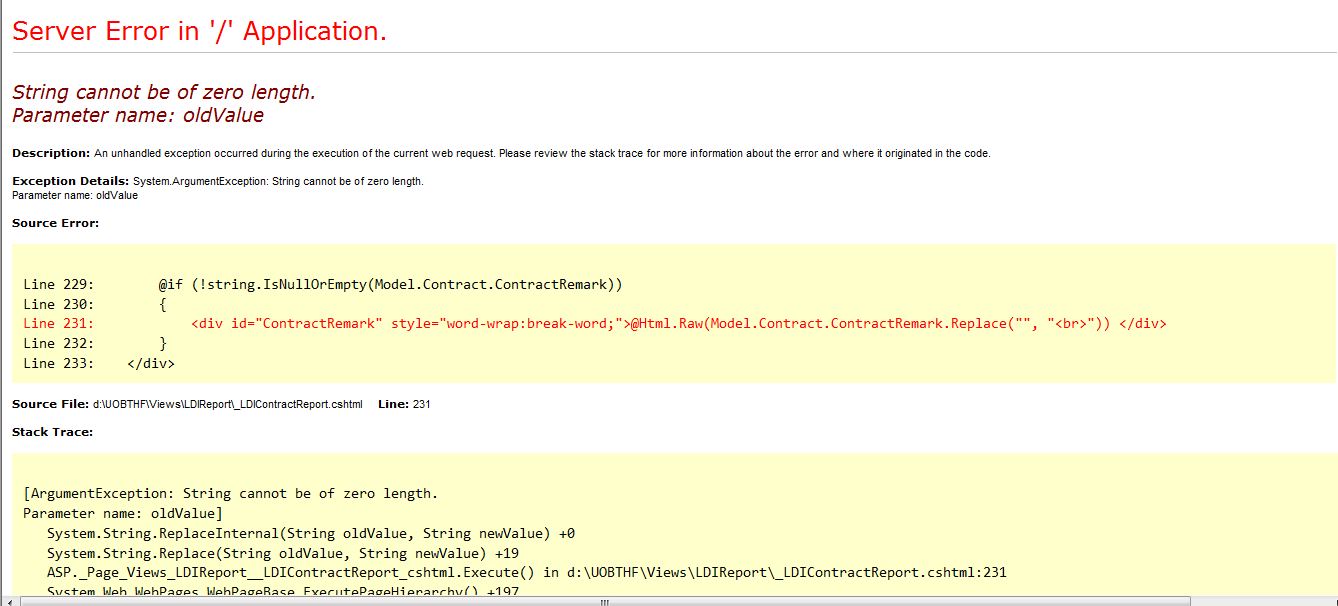 Server Error in '/' Application.
String cannot be of zero length.
Parameter name: oldValue
Description: An unhandled exception occurred during the execution of the current web request. Please review the stack trace for more information about the error and where it originated in the code.
Exception Details: System.ArgumentException: String cannot be of zero length.
Parameter name: oldValue
Source Error:
Line 229:        @if (!string.IsNullOrEmpty(Model.Contract.ContractRemark))
Line 230:        {
Line 231:            <div id="ContractRemark" style="word-wrap:break-word;">@Html.Raw(Model.Contract.ContractRemark.Replace("", "<br>")) </div>
Line 232:        }
Line 233:    </div>
Source File: d:\UOBTHF\Views\LDIReport\_LDIContractReport.cshtml    Line: 231
Stack Trace:
[ArgumentException: String cannot be of zero length.
Parameter name: oldValue]
   System.String.ReplaceInternal(String oldValue, String newValue) +0
   System.String.Replace(String oldValue, String newValue) +19
   ASP._Page_Views_LDIReport__LDIContractReport_cshtml.Execute() in d:\UOBTHF\Views\LDIReport\_LDIContractReport.cshtml:231
   System.Web.WebPages.WebPageBase.ExecutePageHierarchy() +197